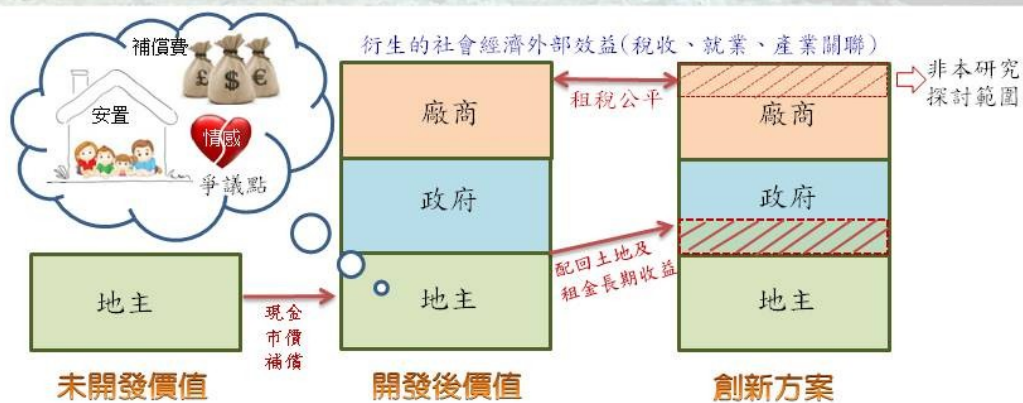 補償費
安置
情感
爭議點
衍生的社會經濟外部效益(稅收、就業、產業關聯)
廠商
租稅公平
廠商
非本研究
探討範圍
政府
政府
地主
現金
市價
補償
地主
配回土地及
租金長期收益
地主
未開發價值
開發後價值
創新方案